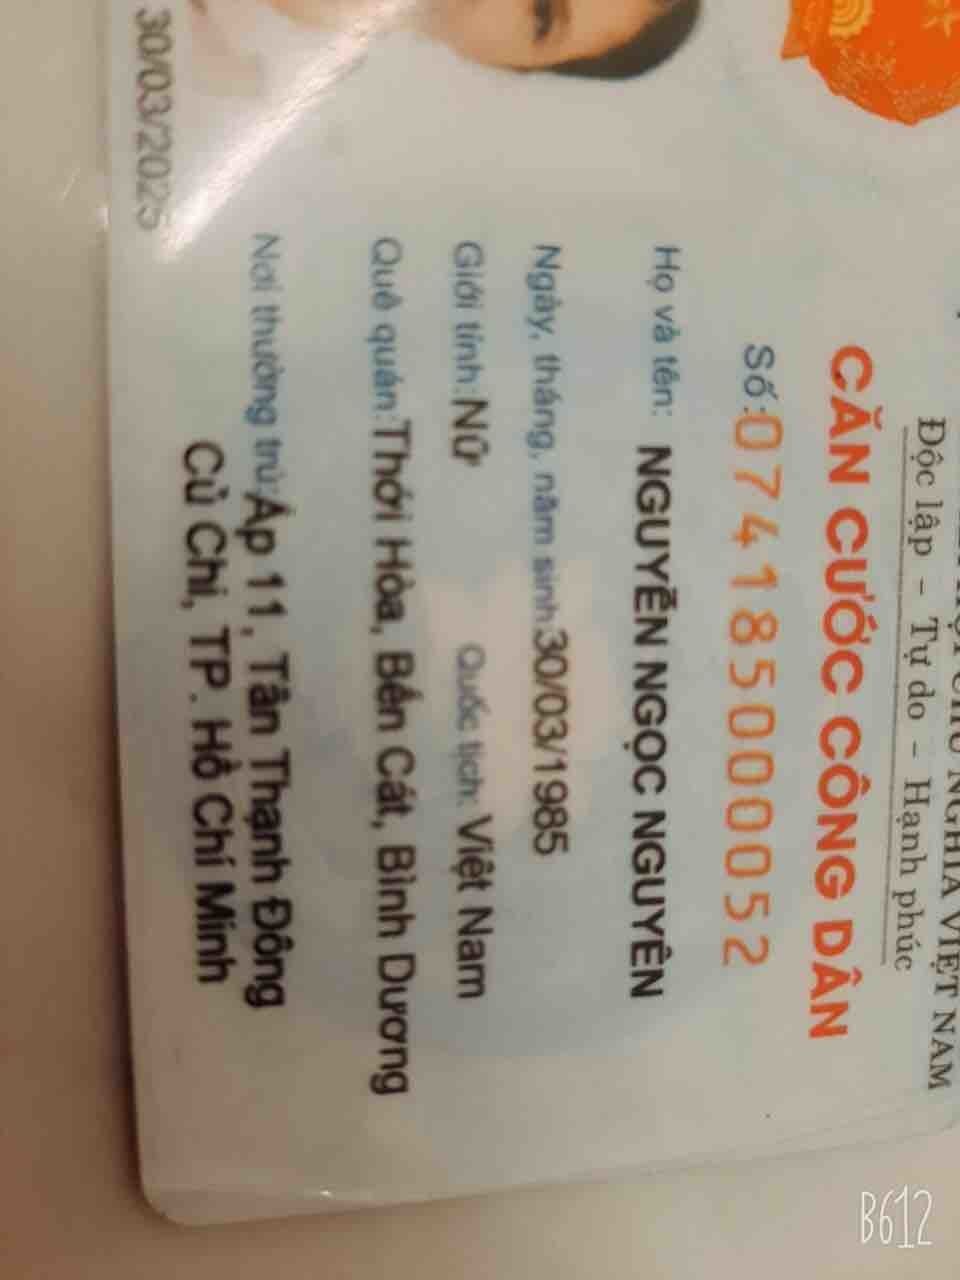 NGHĨA VIỆT NAM
Độc lập - Tự do - Hạnh phúc
CĂN CƯỚC CÔNG DÂN
Số: 074185000052
Họ và tên: NGUYỄN NGỌC NGUYÊN
Ngày, tháng, năm sinh: 30/03/1985
Giới tính: Nữ Quốc tịch: Việt Nam
Quê quán: Thới Hòa, Bến Cát, Bình Dương
Nơi thường trú: Ấp 11, Tân Thạnh Đông
Củ Chi, TP. Hồ Chí Minh
30/03/2025
B612